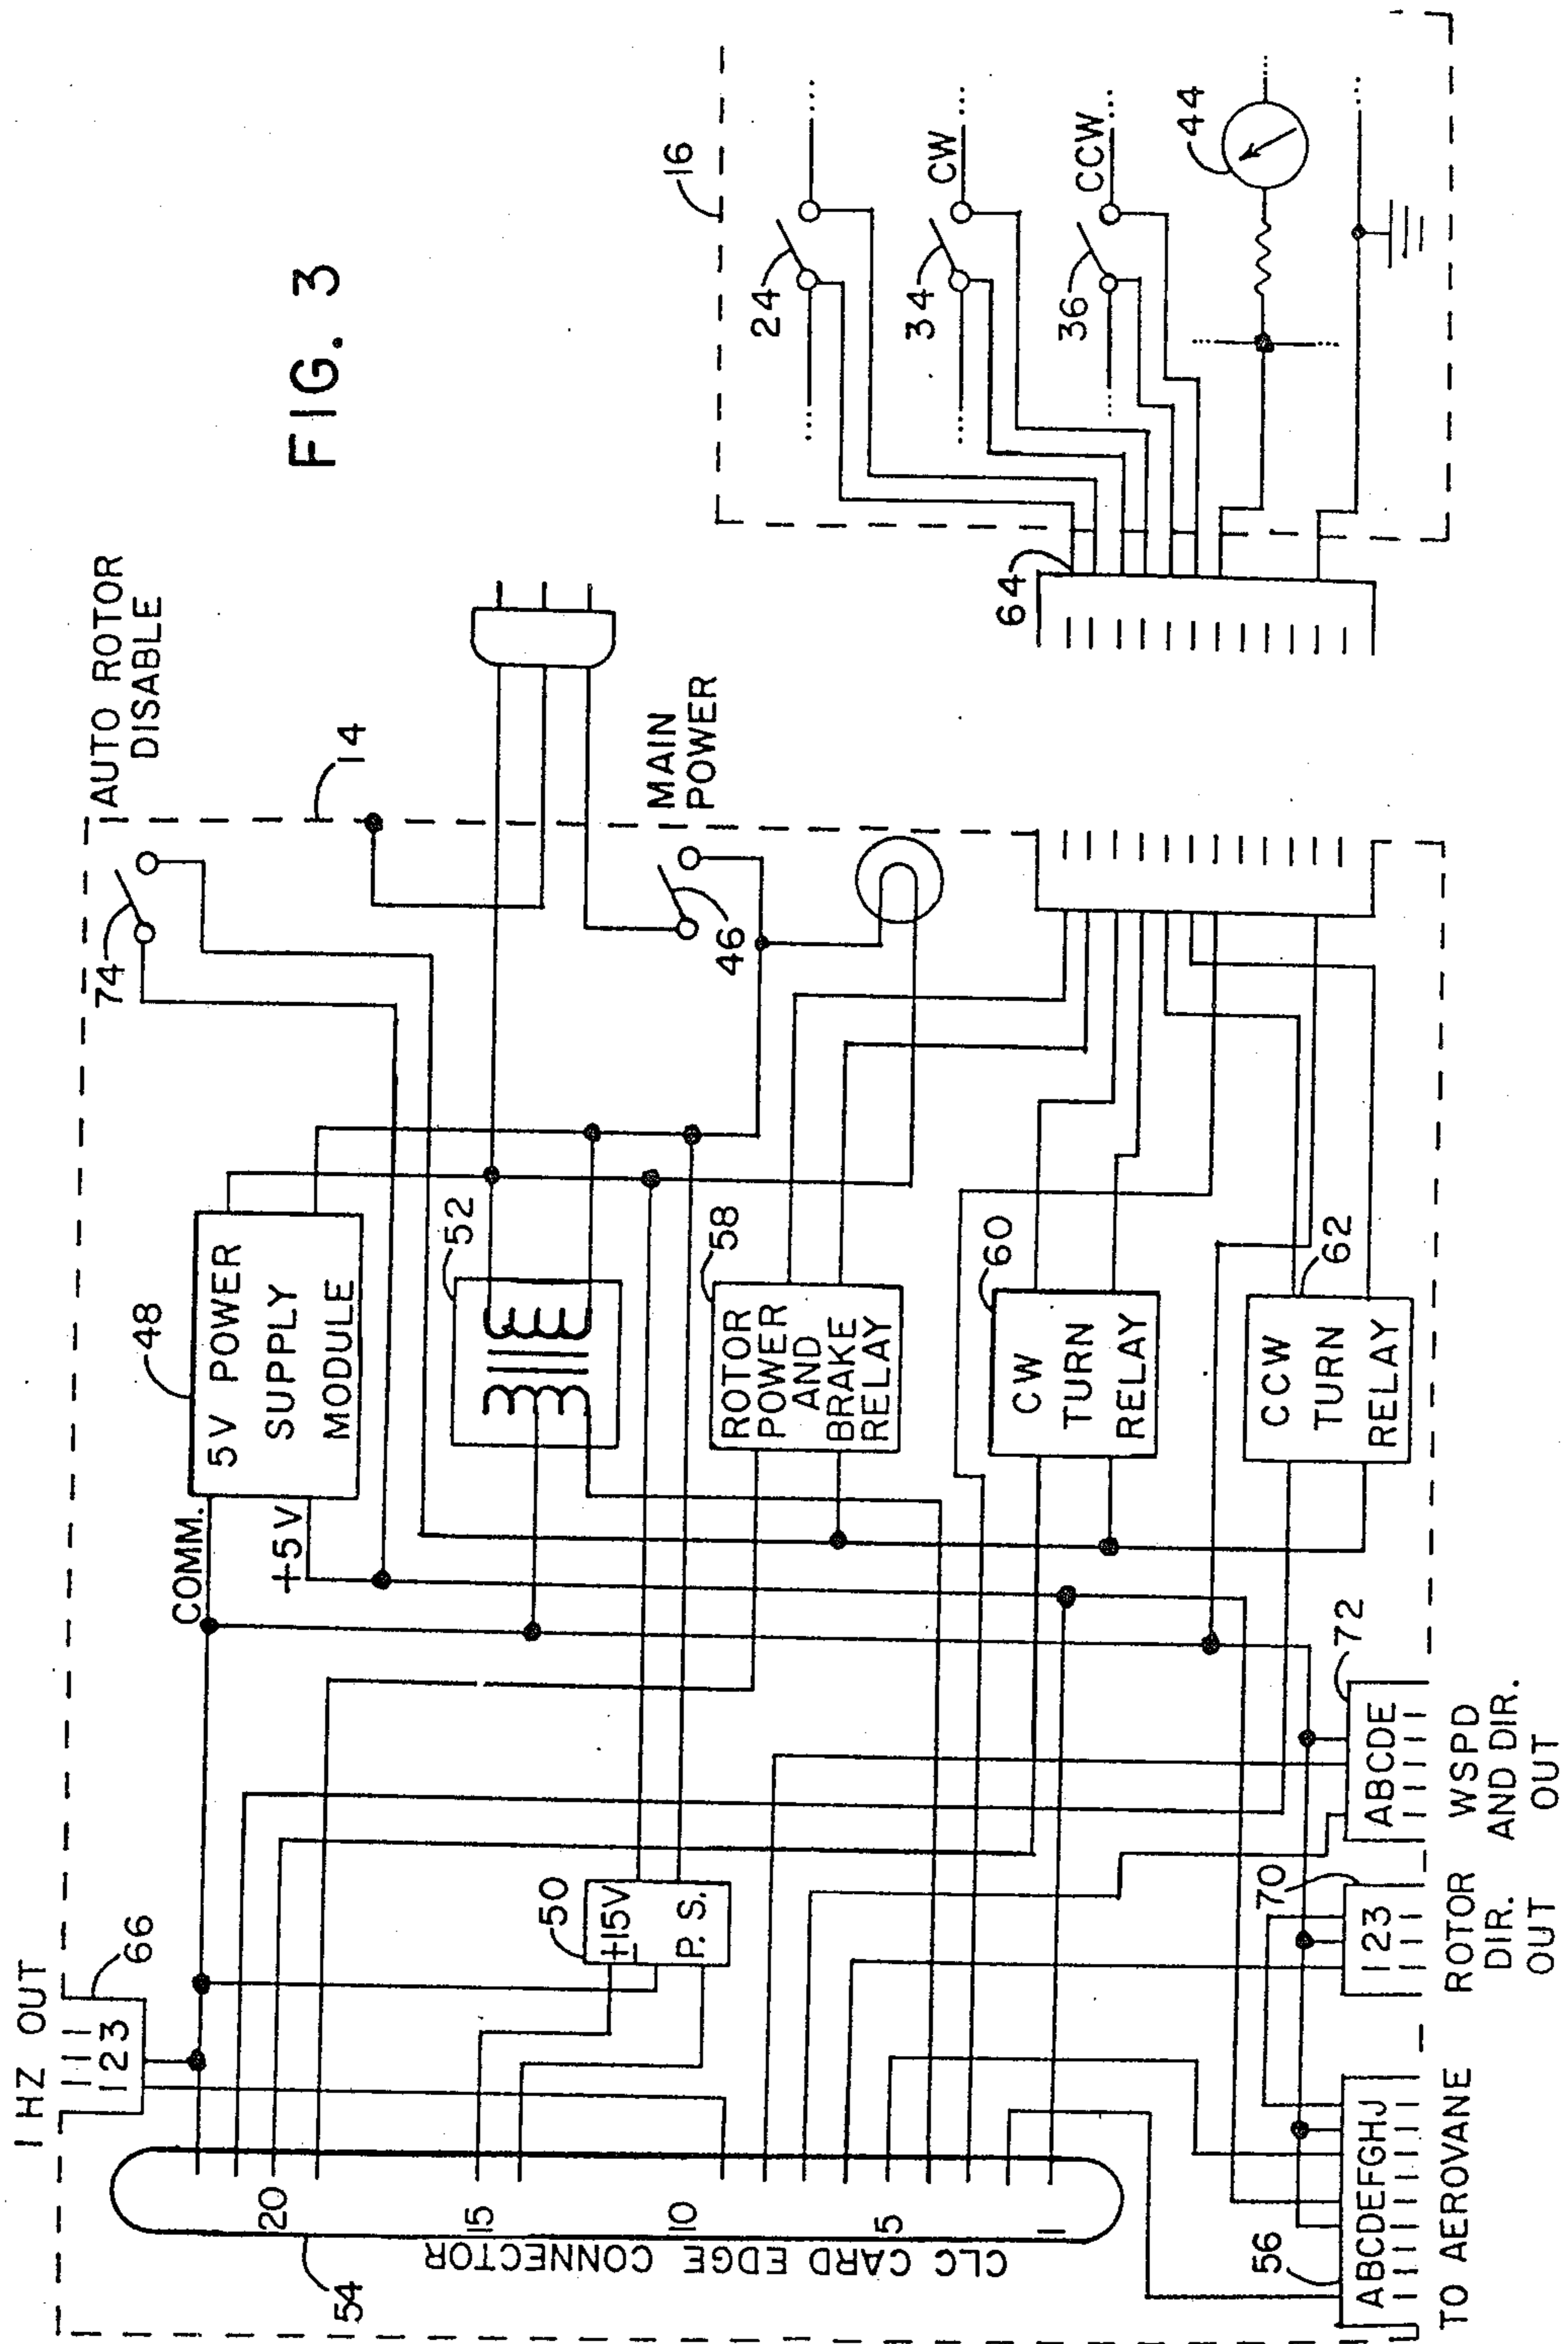 FIG. 3
1 HZ OUT
66
1 2 3
AUTO ROTOR
DISABLE
74
14
16
48
5V POWER
SUPPLY
MODULE
COMM.
+5V
52
MAIN
POWER
46
24
34
CW
36
CCW
44
50
+15V
P. S.
58
ROTOR
POWER
AND
BRAKE
RELAY
60
CW
TURN
RELAY
62
CCW
TURN
RELAY
64
54
20
15
10
5
1
CLC CARD EDGE CONNECTOR
56
ABCDEFGHJ
TO AEROVANE
70
123
ROTOR
DIR.
OUT
72
ABCDE
WSPD
AND DIR.
OUT